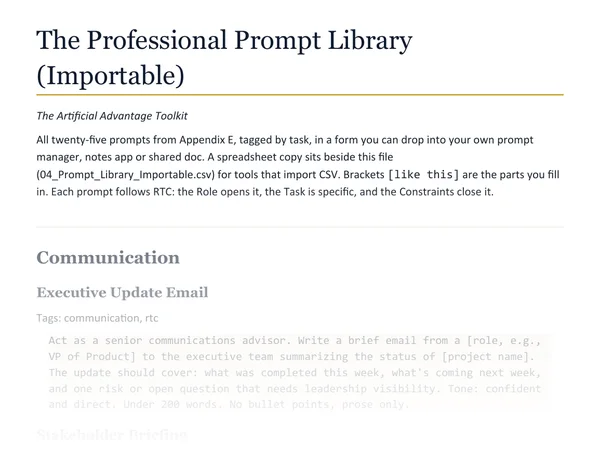 The Professional Prompt Library
(Importable)
The Artificial Advantage Toolkit
All twenty-five prompts from Appendix E, tagged by task, in a form you can drop into your own prompt
manager, notes app or shared doc. A spreadsheet copy sits beside this file
(04_Prompt_Library_Importable.csv) for tools that import CSV. Brackets [like this] are the parts you fill
in. Each prompt follows RTC: the Role opens it, the Task is specific, and the Constraints close it.
Communication
Executive Update Email
Tags: communication, rtc
Act as a senior communications advisor. Write a brief email from a [role, e.g.,
VP of Product] to the executive team summarizing the status of [project name].
The update should cover: what was completed this week, what's coming next week,
and one risk or open question that needs leadership visibility. Tone: confident
and direct. Under 200 words. No bullet points, prose only.
Stakeholder Briefing